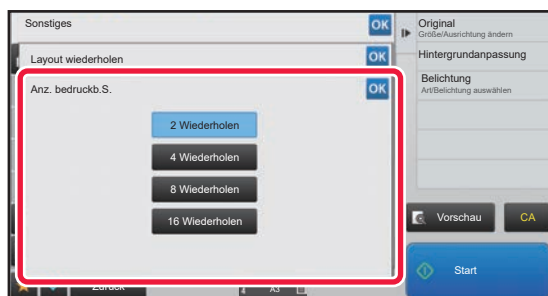 Sonstiges
OK
Layout wiederholen
OK
Anz. bedruckb.S.
OK
2 Wiederholen
4 Wiederholen
8 Wiederholen
16 Wiederholen
Original
Größe/Ausrichtung ändern
Hintergrundanpassung
Belichtung
Art/Belichtung auswählen
Vorschau
CA
Start
Zurück
4 A3